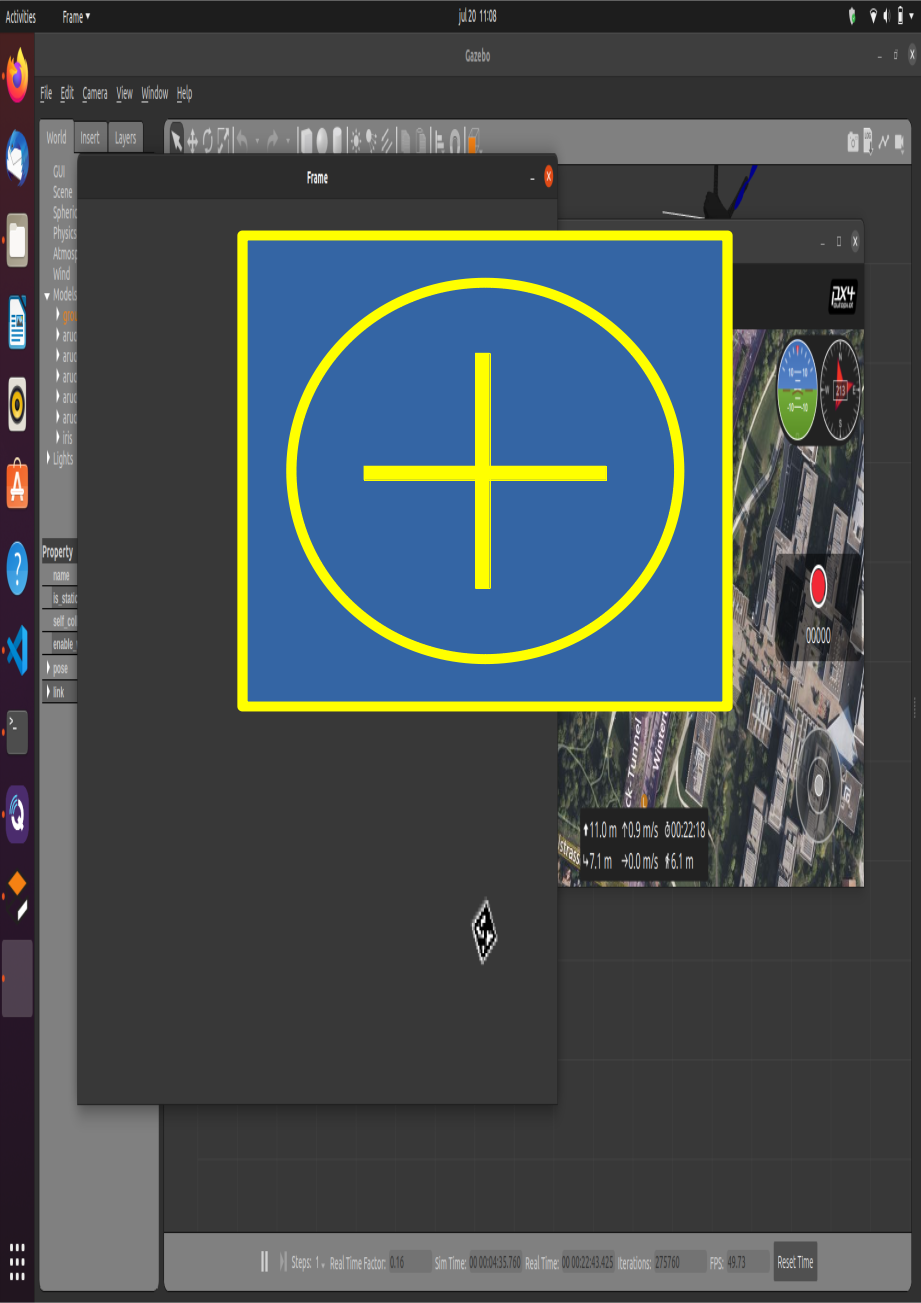 Activities Frame jul 20 11:08
Gazebo
File Edit Camera View Window Help
World Insert Layers
Frame
GUI
Scene
Spheric
Physics
Atmosp
Wind
Models
aruc
aruc
aruc
aruc
aruc
iris
Lights
Property
name
is_static
self_col
enable_
pose
link
px4
autopilot
10 10
-10 -10
N
W 213 E
S
00000
ck-Tunnel
Wintert
strass
11.0 m 0.9 m/s 00:22:18
7.1 m 0.0 m/s 6.1 m
Steps: 1 Real Time Factor: 0.16 Sim Time: 00 00:04:35.760 Real Time: 00 00:22:43.425 Iterations: 275760 FPS: 49.73 Reset Time